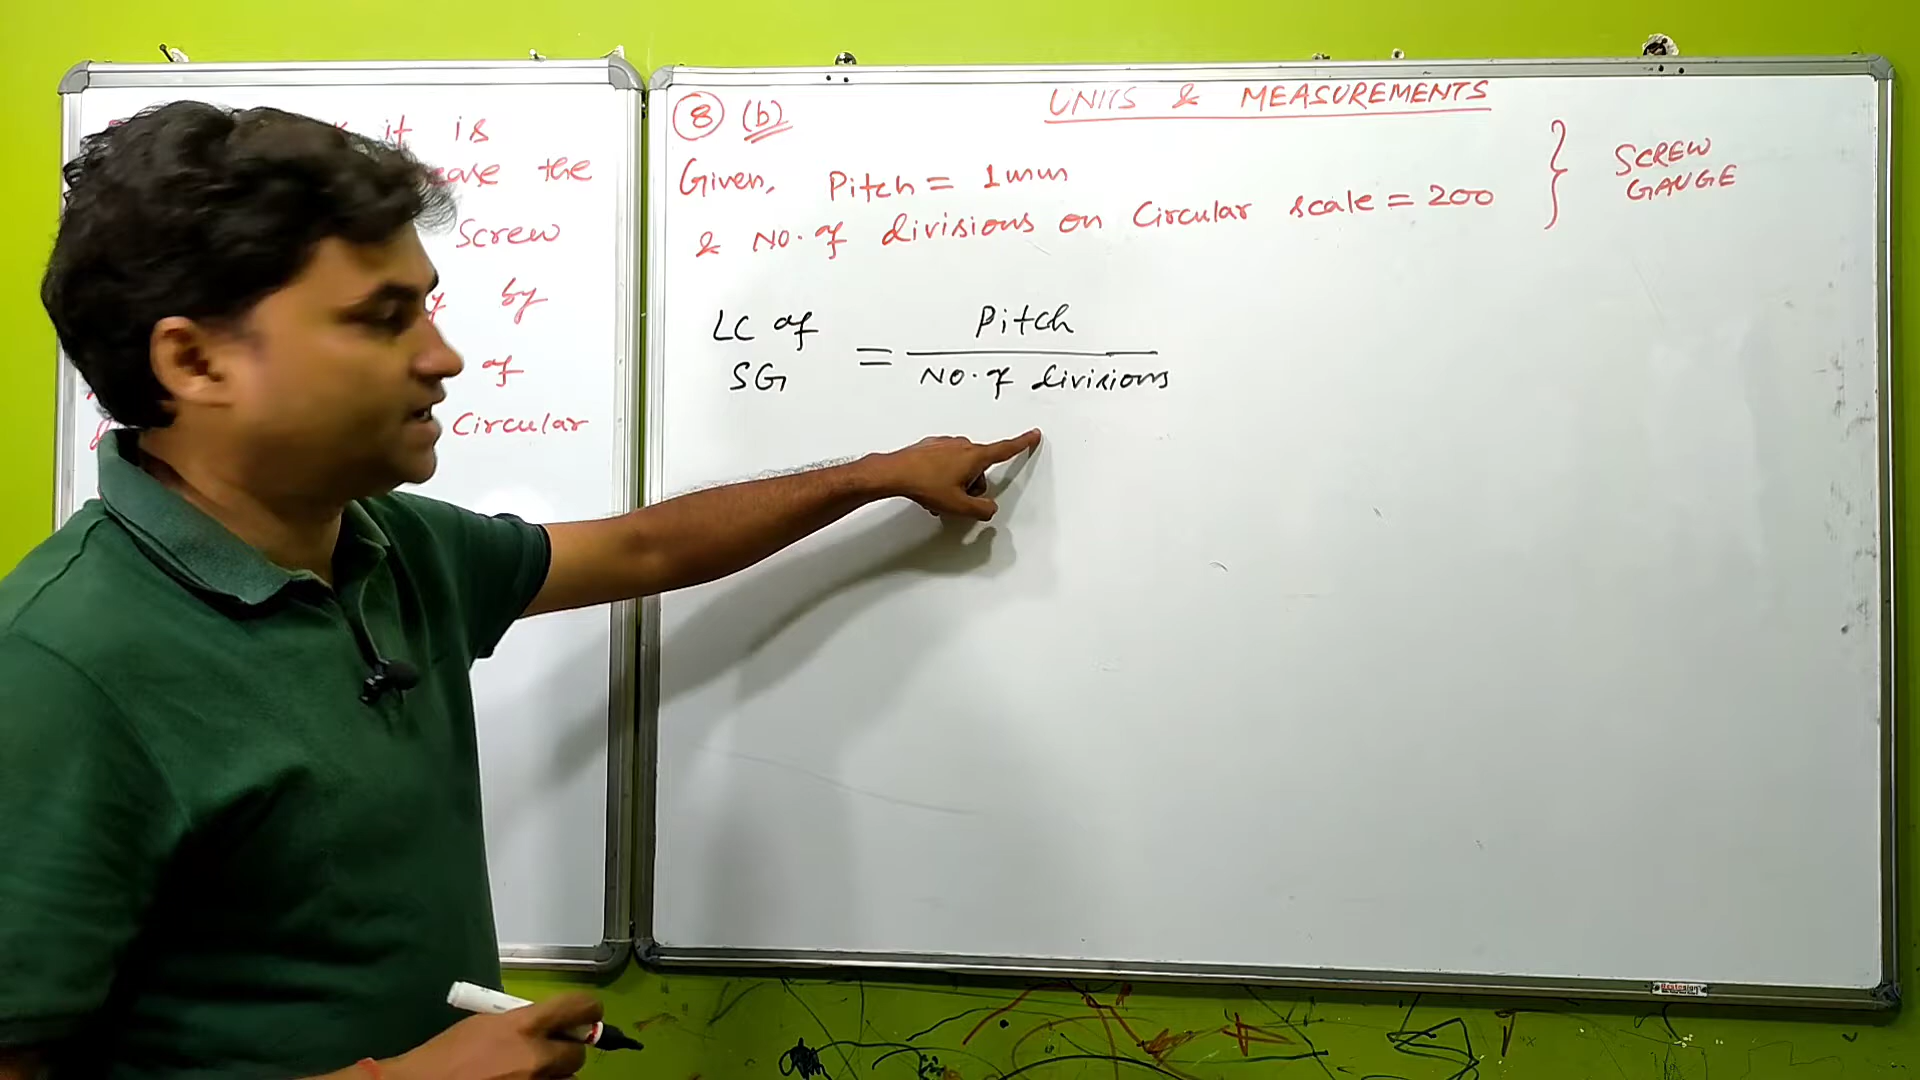 it is
ease the
Screw
by
of
Circular
8 (b)
UNITS & MEASUREMENTS
Given, Pitch = 1mm
& No. of divisions on Circular scale = 200
SCREW
GAUGE
LC of
SG
=
Pitch
No. of divisions